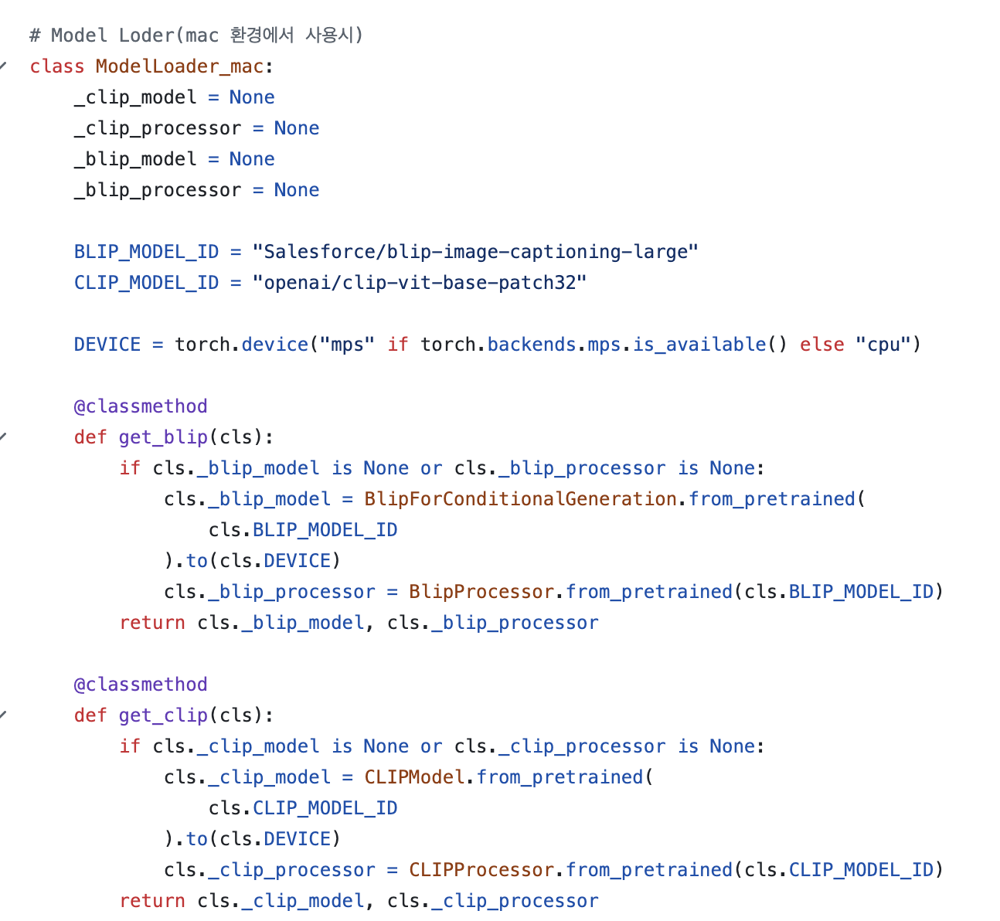 # Model Loder(mac 환경에서 사용시)
class ModelLoader_mac:
    _clip_model = None
    _clip_processor = None
    _blip_model = None
    _blip_processor = None

    BLIP_MODEL_ID = "Salesforce/blip-image-captioning-large"
    CLIP_MODEL_ID = "openai/clip-vit-base-patch32"

    DEVICE = torch.device("mps" if torch.backends.mps.is_available() else "cpu")

    @classmethod
    def get_blip(cls):
        if cls._blip_model is None or cls._blip_processor is None:
            cls._blip_model = BlipForConditionalGeneration.from_pretrained(
                cls.BLIP_MODEL_ID
            ).to(cls.DEVICE)
            cls._blip_processor = BlipProcessor.from_pretrained(cls.BLIP_MODEL_ID)
        return cls._blip_model, cls._blip_processor

    @classmethod
    def get_clip(cls):
        if cls._clip_model is None or cls._clip_processor is None:
            cls._clip_model = CLIPModel.from_pretrained(
                cls.CLIP_MODEL_ID
            ).to(cls.DEVICE)
            cls._clip_processor = CLIPProcessor.from_pretrained(cls.CLIP_MODEL_ID)
        return cls._clip_model, cls._clip_processor